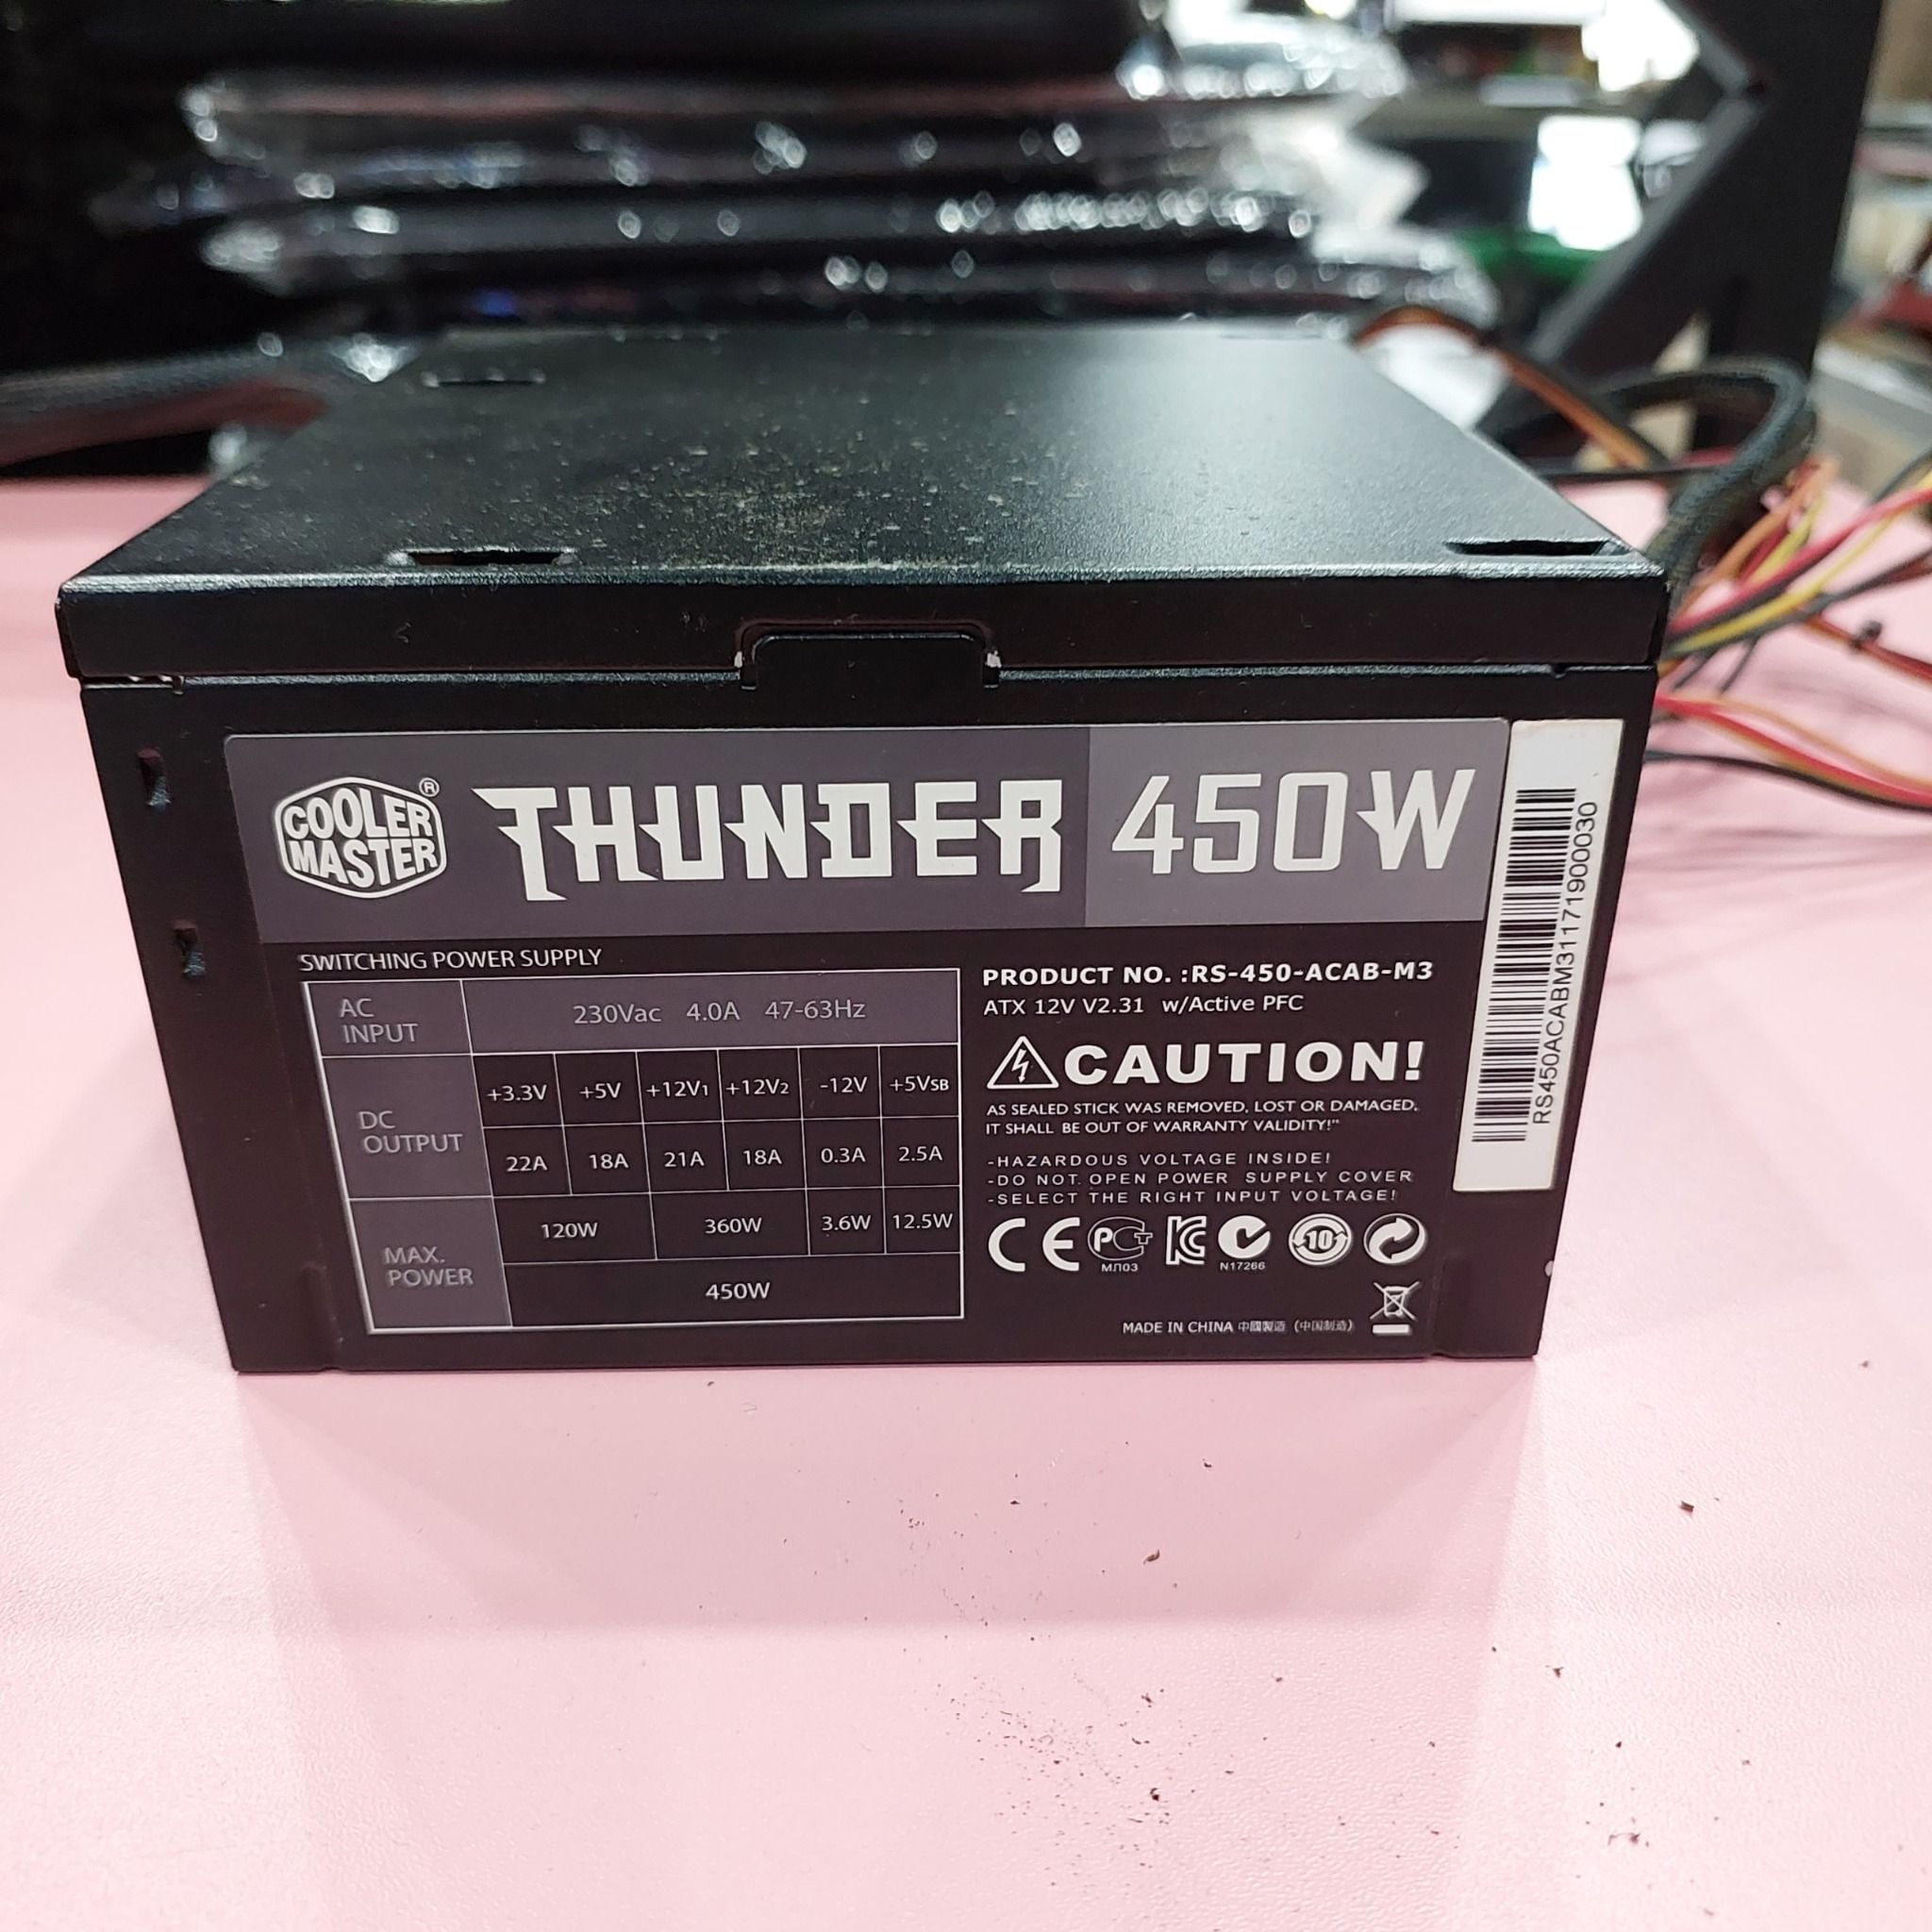 COOLER MASTER ®
THUNDER 450W
SWITCHING POWER SUPPLY
AC INPUT 230Vac 4.0A 47-63Hz
DC OUTPUT +3.3V +5V +12V1 +12V2 -12V +5VSB
22A 18A 21A 18A 0.3A 2.5A
MAX. POWER 120W 360W 3.6W 12.5W
450W
PRODUCT NO. :RS-450-ACAB-M3
ATX 12V V2.31 w/Active PFC
CAUTION!
AS SEALED STICK WAS REMOVED, LOST OR DAMAGED,
IT SHALL BE OUT OF WARRANTY VALIDITY!"
-HAZARDOUS VOLTAGE INSIDE!
-DO NOT OPEN POWER SUPPLY COVER
-SELECT THE RIGHT INPUT VOLTAGE!
CE PCT KC 10
МЛ03 N17266
MADE IN CHINA 中國製造 (中国制造)
RS450ACABM3117190​0030